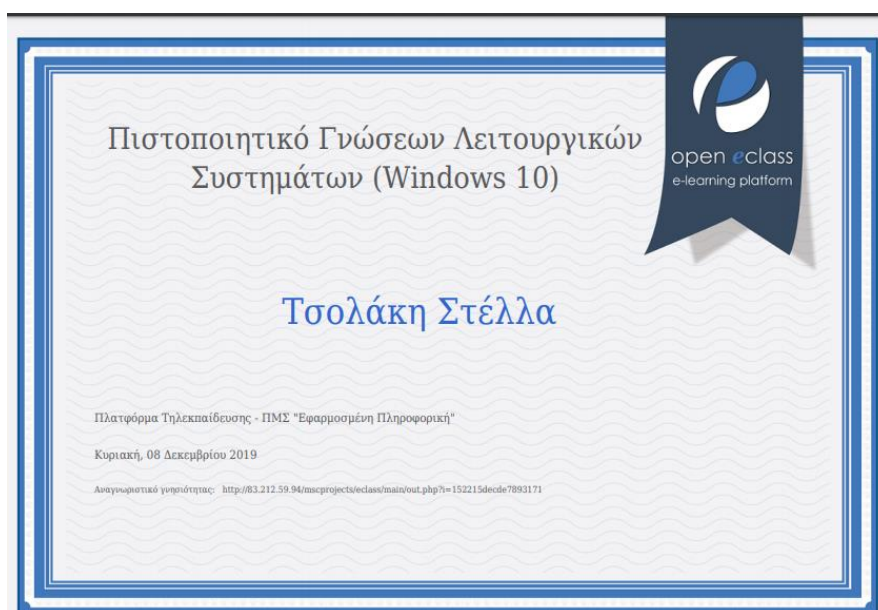 Πιστοποιητικό Γνώσεων Λειτουργικών
Συστημάτων (Windows 10)
open eclass
e-learning platform
Τσολάκη Στέλλα
Πλατφόρμα Τηλεκπαίδευσης - ΠΜΣ "Εφαρμοσμένη Πληροφορική"
Κυριακή, 08 Δεκεμβρίου 2019
Αναγνωριστικό γνησιότητας: http://83.212.59.94/mscprojects/eclass/main/out.php?i=152215decde7893171